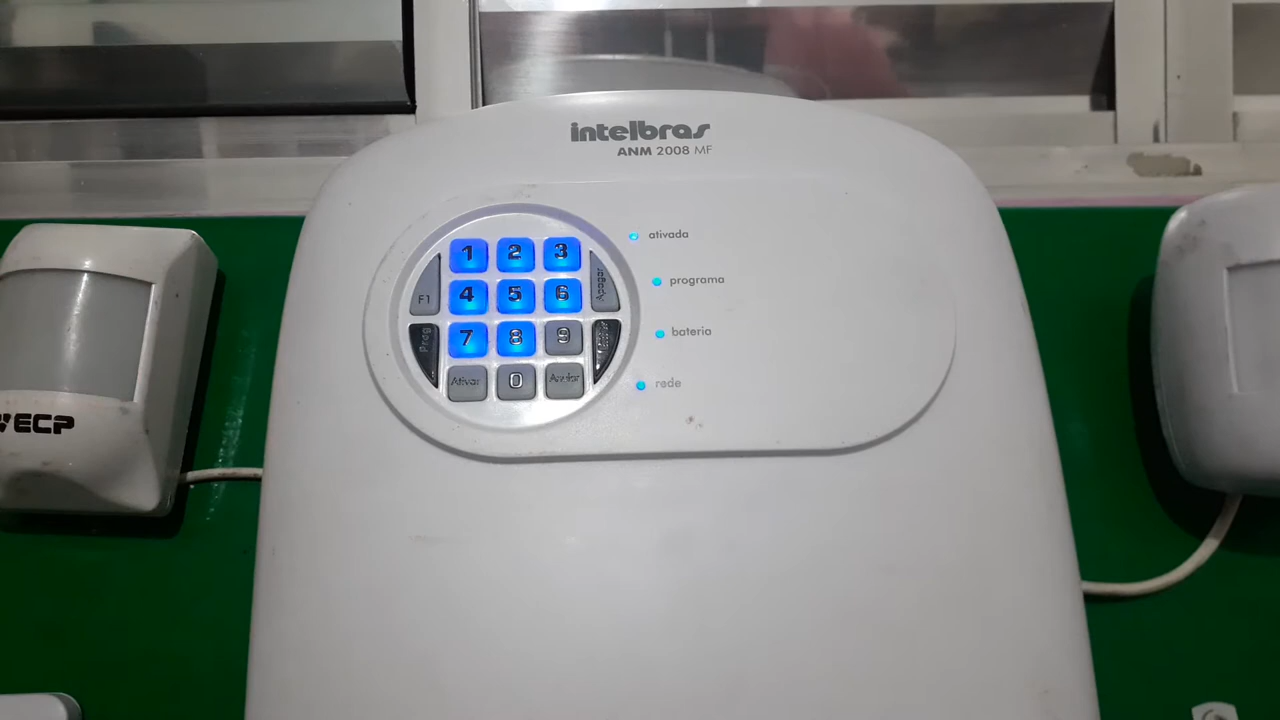 intelbras
ANM 2008 MF
ativada
programa
bateria
rede
1 2 3
4 5 6
7 8 9
Ativar 0 Anular
F1
Prog
Apagar
ECP